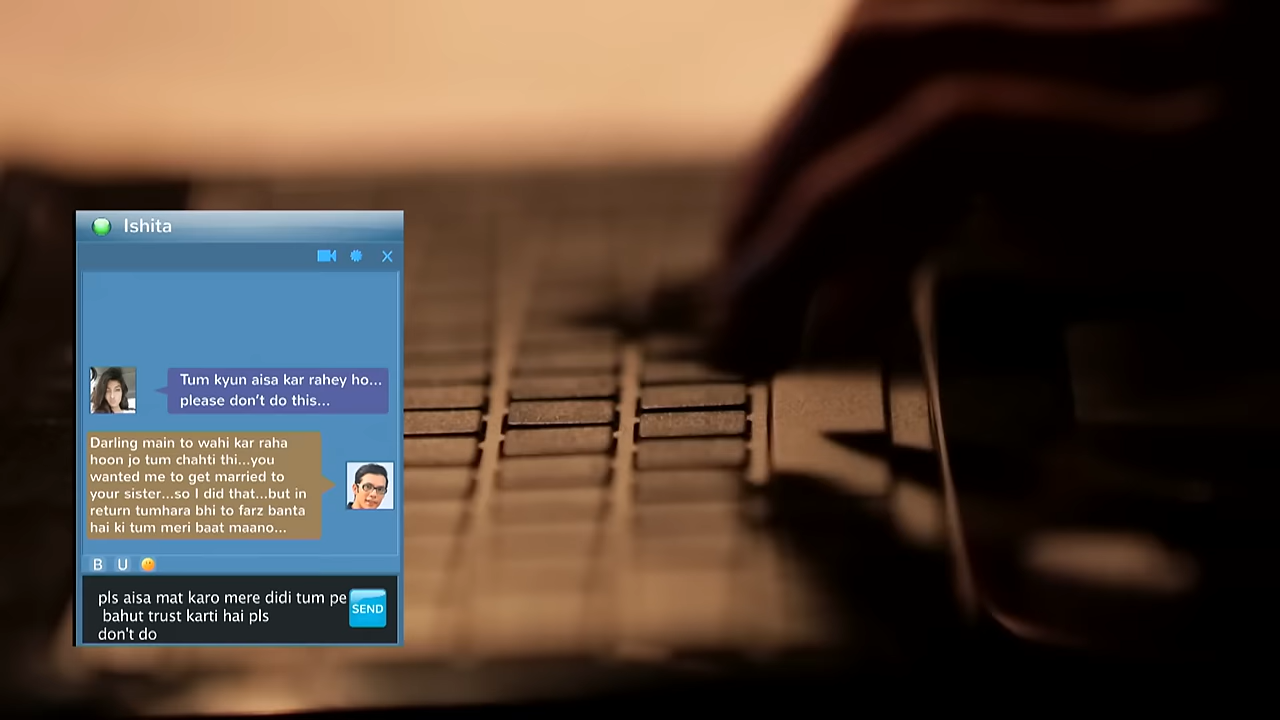 Ishita
Tum kyun aisa kar rahey ho...
please don't do this...
Darling main to wahi kar raha
hoon jo tum chahti thi...you
wanted me to get married to
your sister...so I did that...but in
return tumhara bhi to farz banta
hai ki tum meri baat maano...
B U
pls aisa mat karo mere didi tum pe
bahut trust karti hai pls
don't do
SEND